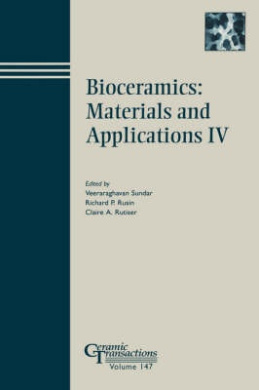 Bioceramics:
Materials and
Applications IV
Edited by
Veeraraghavan Sundar
Richard P. Rusin
Claire A. Rutiser
Ceramic
Transactions
Volume 147